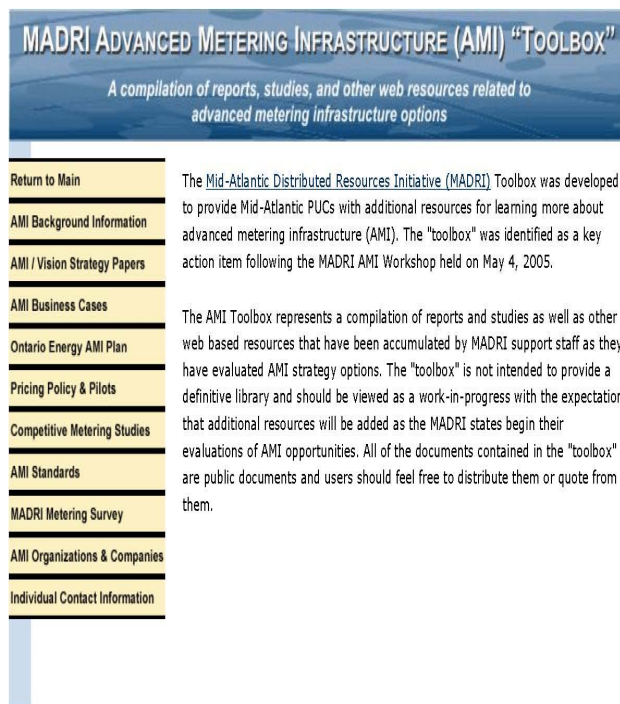 MADRI ADVANCED METERING INFRASTRUCTURE (AMI) “TOOLBOX”
A compilation of reports, studies, and other web resources related to
advanced metering infrastructure options
Return to Main
AMI Background Information
AMI / Vision Strategy Papers
AMI Business Cases
Ontario Energy AMI Plan
Pricing Policy & Pilots
Competitive Metering Studies
AMI Standards
MADRI Metering Survey
AMI Organizations & Companies
Individual Contact Information
The Mid-Atlantic Distributed Resources Initiative (MADRI) Toolbox was developed
to provide Mid-Atlantic PUCs with additional resources for learning more about
advanced metering infrastructure (AMI). The "toolbox" was identified as a key
action item following the MADRI AMI Workshop held on May 4, 2005.
The AMI Toolbox represents a compilation of reports and studies as well as other
web based resources that have been accumulated by MADRI support staff as they
have evaluated AMI strategy options. The "toolbox" is not intended to provide a
definitive library and should be viewed as a work-in-progress with the expectation
that additional resources will be added as the MADRI states begin their
evaluations of AMI opportunities. All of the documents contained in the "toolbox"
are public documents and users should feel free to distribute them or quote from
them.